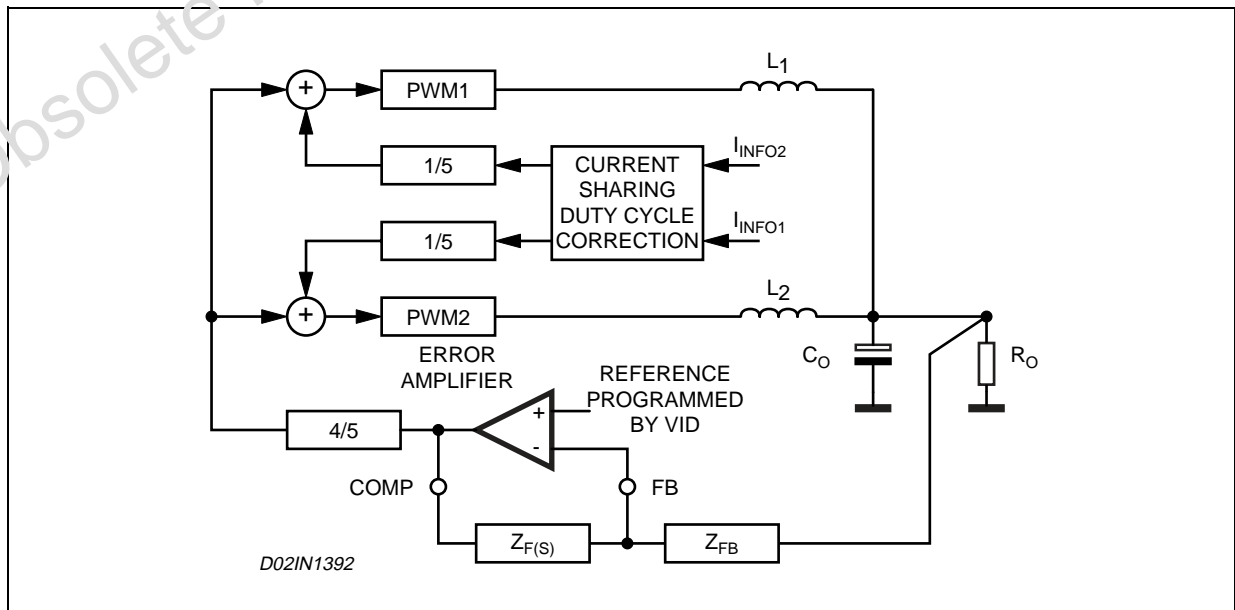 obsolete
L1
+
PWM1
1/5
CURRENT
SHARING
DUTY CYCLE
CORRECTION
IINFO2
IINFO1
1/5
L2
+
PWM2
ERROR
AMPLIFIER
REFERENCE
PROGRAMMED
BY VID
CO
RO
4/5
+
-
COMP
FB
ZF(S)
ZFB
D02IN1392